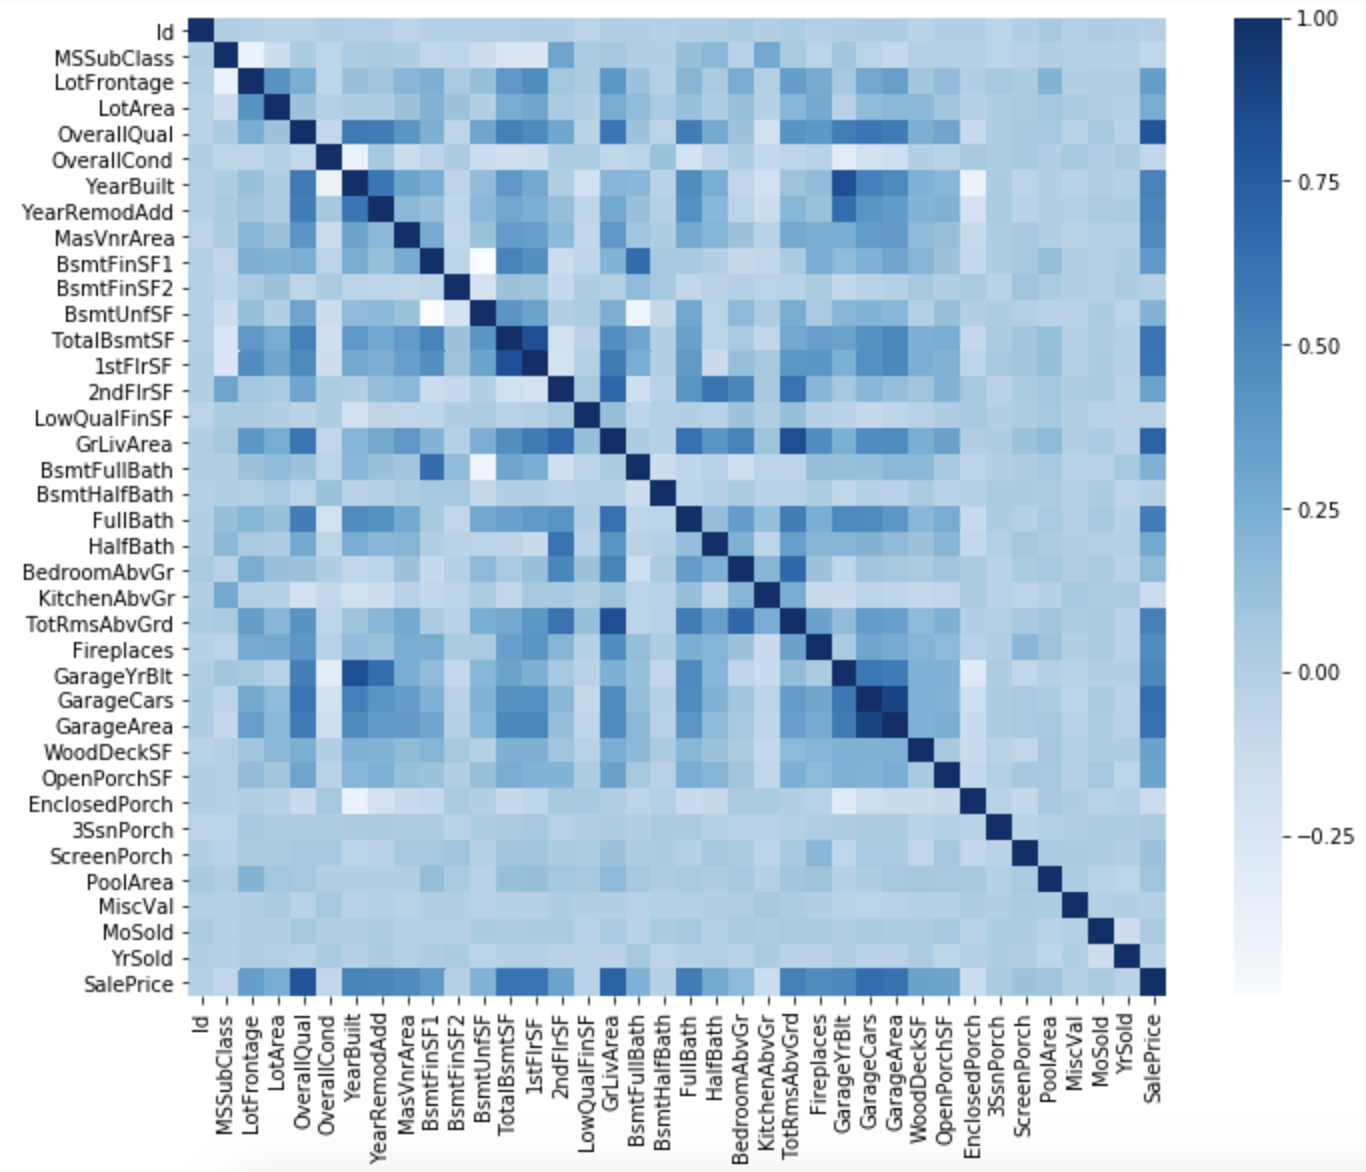 Id
MSSubClass
LotFrontage
LotArea
OverallQual
OverallCond
YearBuilt
YearRemodAdd
MasVnrArea
BsmtFinSF1
BsmtFinSF2
BsmtUnfSF
TotalBsmtSF
1stFlrSF
2ndFlrSF
LowQualFinSF
GrLivArea
BsmtFullBath
BsmtHalfBath
FullBath
HalfBath
BedroomAbvGr
KitchenAbvGr
TotRmsAbvGrd
Fireplaces
GarageYrBlt
GarageCars
GarageArea
WoodDeckSF
OpenPorchSF
EnclosedPorch
3SsnPorch
ScreenPorch
PoolArea
MiscVal
MoSold
YrSold
SalePrice
Id
MSSubClass
LotFrontage
LotArea
OverallQual
OverallCond
YearBuilt
YearRemodAdd
MasVnrArea
BsmtFinSF1
BsmtFinSF2
BsmtUnfSF
TotalBsmtSF
1stFlrSF
2ndFlrSF
LowQualFinSF
GrLivArea
BsmtFullBath
BsmtHalfBath
FullBath
HalfBath
BedroomAbvGr
KitchenAbvGr
TotRmsAbvGrd
Fireplaces
GarageYrBlt
GarageCars
GarageArea
WoodDeckSF
OpenPorchSF
EnclosedPorch
3SsnPorch
ScreenPorch
PoolArea
MiscVal
MoSold
YrSold
SalePrice
1.00
0.75
0.50
0.25
0.00
−0.25